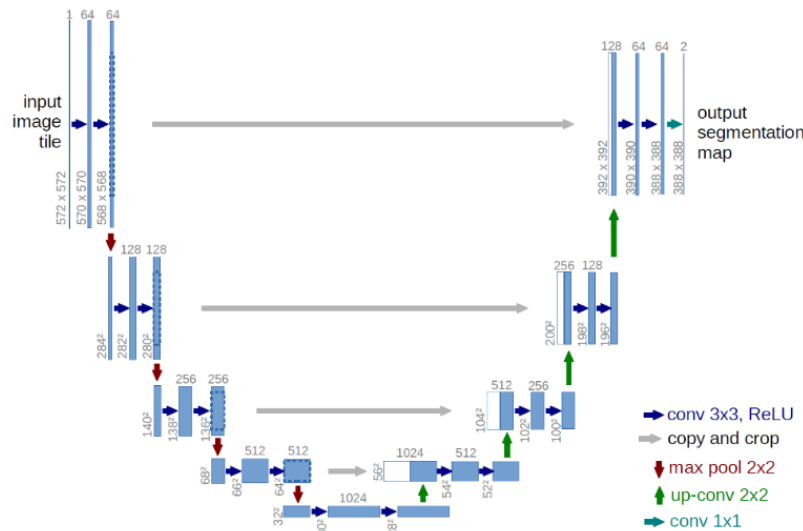 1 64 64
input
image
tile
572 x 572
570 x 570
568 x 568
128 64 64 2
output
segmentation
map
392 x 392
390 x 390
388 x 388
388 x 388
128 128
284²
282²
280²
256 128
200²
198²
196²
256 256
140²
138²
136²
512 256
104²
102²
100²
512 512
68²
66²
64²
1024 512
56²
54²
52²
1024
32²
conv 3x3, ReLU
copy and crop
max pool 2x2
up-conv 2x2
conv 1x1